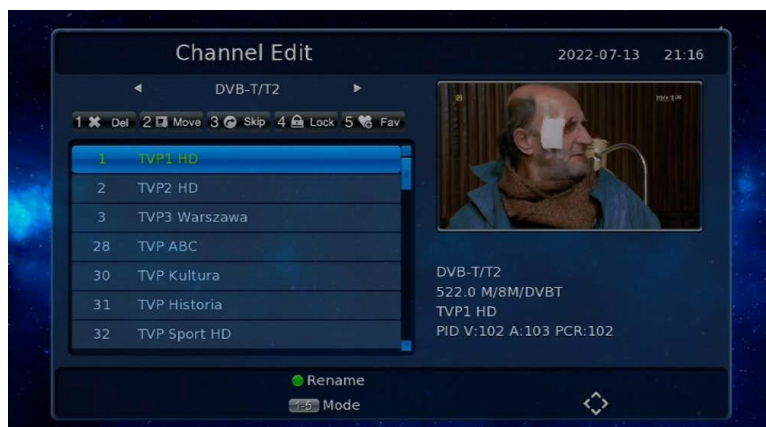 Channel Edit
2022-07-13 21:16
DVB-T/T2
1 Del 2 Move 3 Skip 4 Lock 5 Fav
1 TVP1 HD
2 TVP2 HD
3 TVP3 Warszawa
28 TVP ABC
30 TVP Kultura
31 TVP Historia
32 TVP Sport HD
DVB-T/T2
522.0 M/8M/DVBT
TVP1 HD
PID V:102 A:103 PCR:102
Rename
1-5 Mode